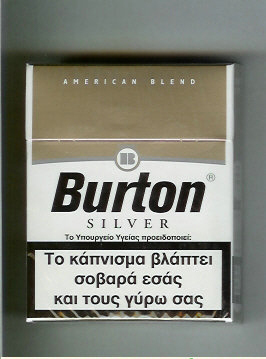 AMERICAN BLEND
B
Burton®
SILVER
Το Υπουργείο Υγείας προειδοποιεί:
Το κάπνισμα βλάπτει
σοβαρά εσάς
και τους γύρω σας